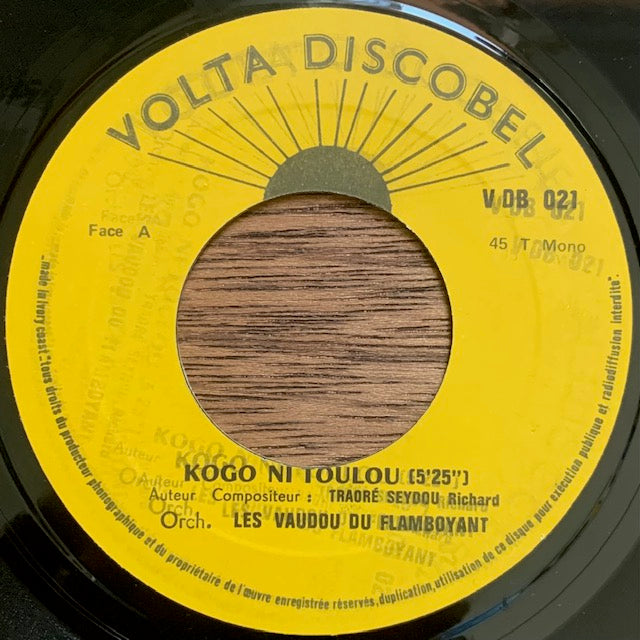 VOLTA DISCOBEL
V DB 021
Face A
45 T Mono
KOGO NI TOULOU (5'25")
Auteur Compositeur : TRAORÉ SEYDOU Richard
Orch. LES VAUDOU DU FLAMBOYANT
"made in Ivory coast" tous droits du producteur phonographique et du propriétaire de l'œuvre enregistrée réservés, duplication, utilisation de ce disque pour exécution publique et radiodiffusion interdite".